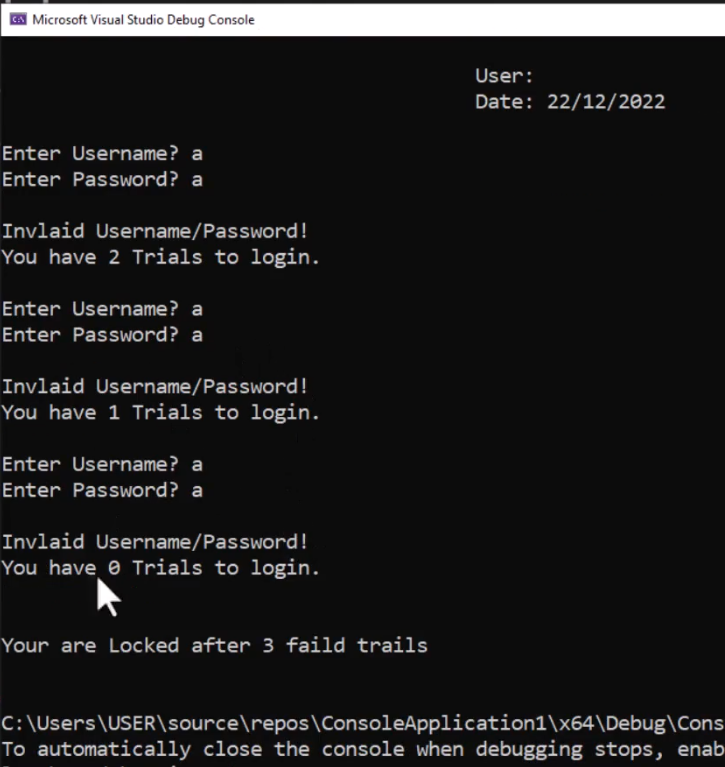 Microsoft Visual Studio Debug Console
User:
Date: 22/12/2022
Enter Username? a
Enter Password? a
Invlaid Username/Password!
You have 2 Trials to login.
Enter Username? a
Enter Password? a
Invlaid Username/Password!
You have 1 Trials to login.
Enter Username? a
Enter Password? a
Invlaid Username/Password!
You have 0 Trials to login.
Your are Locked after 3 faild trails
C:\Users\USER\source\repos\ConsoleApplication1\x64\Debug\Cons
To automatically close the console when debugging stops, enab